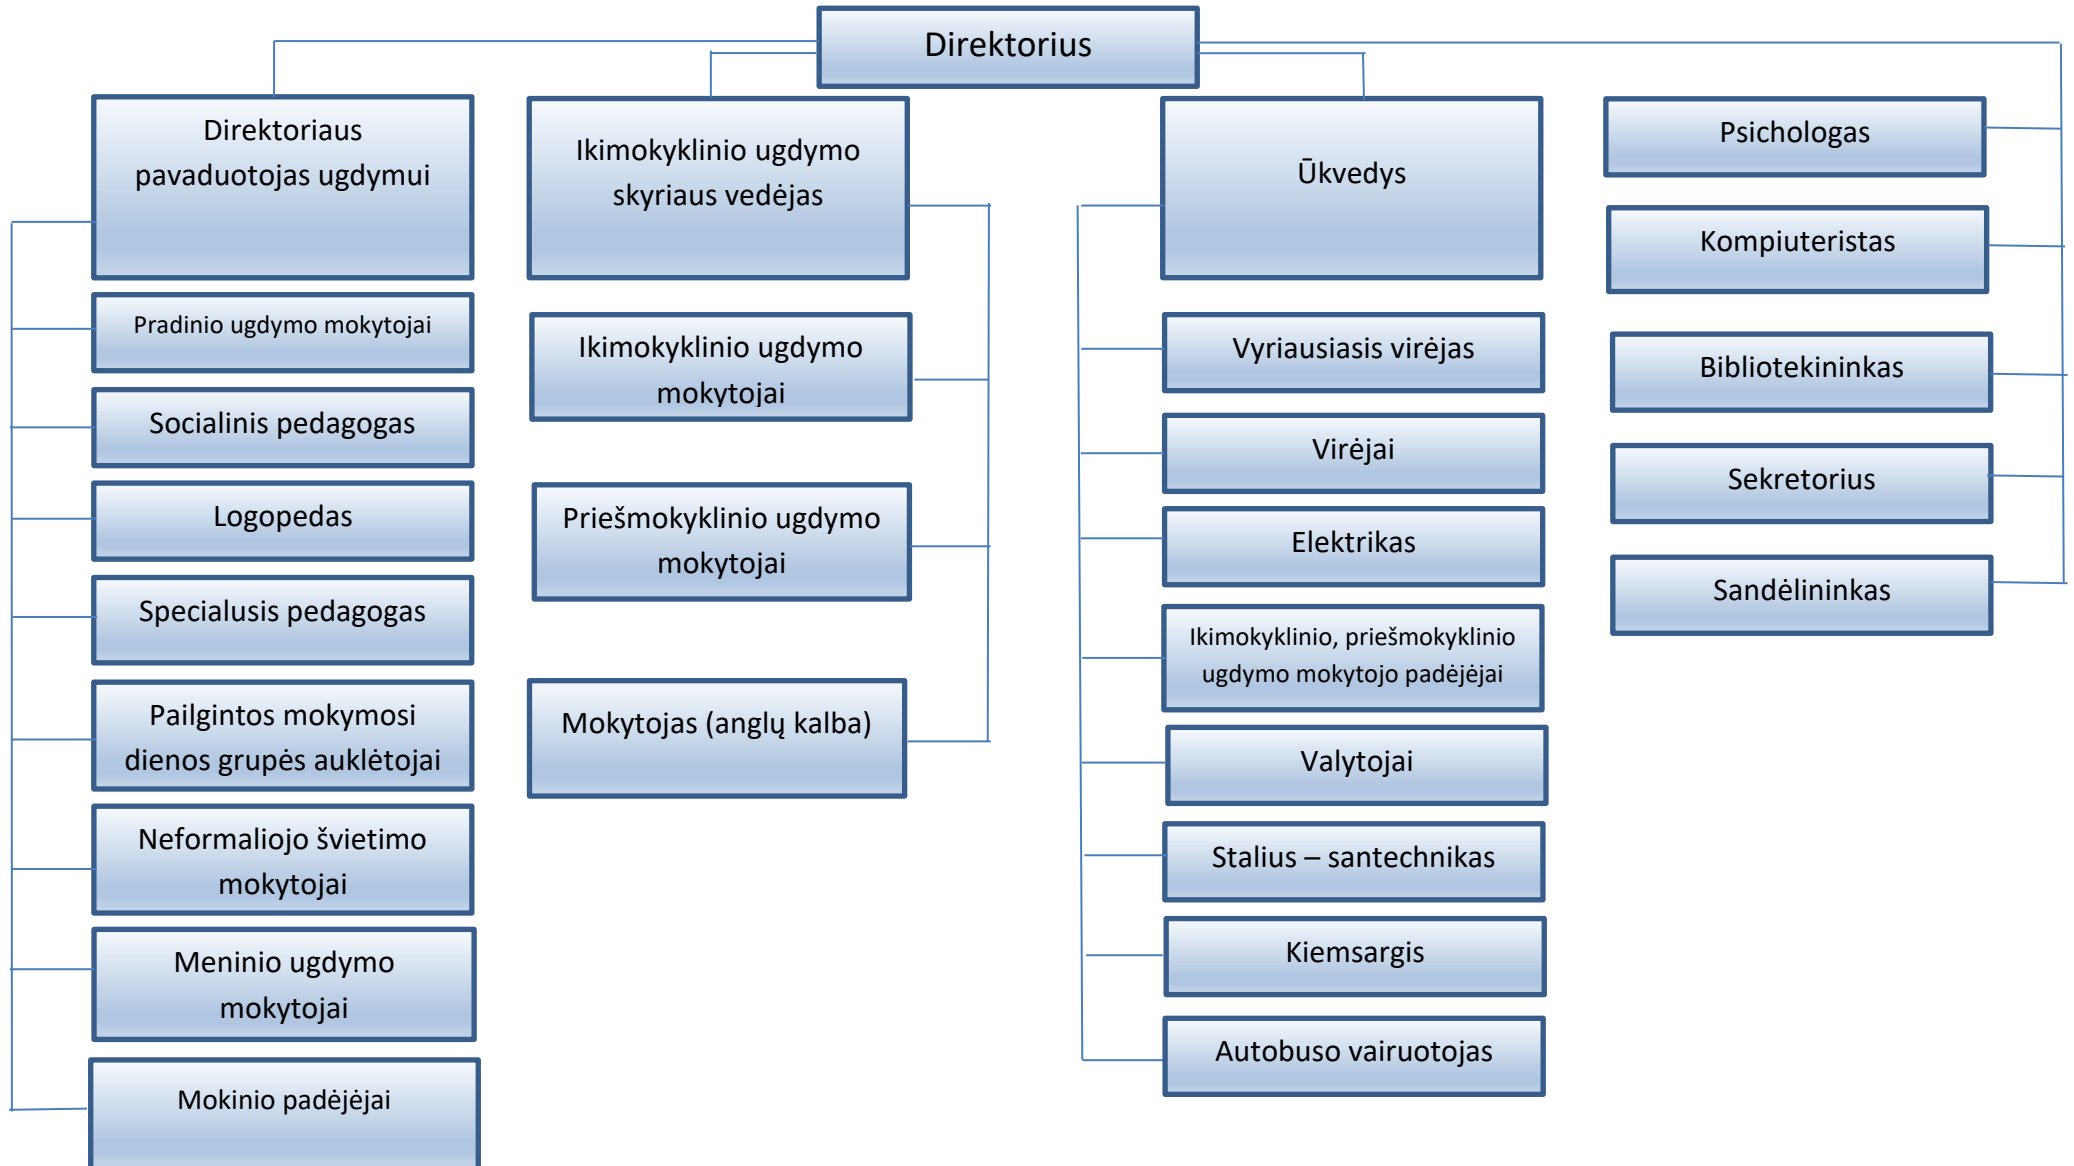 Direktorius
Direktoriaus
pavaduotojas ugdymui
Pradinio ugdymo mokytojai
Socialinis pedagogas
Logopedas
Specialusis pedagogas
Pailgintos mokymosi
dienos grupės auklėtojai
Neformaliojo švietimo
mokytojai
Meninio ugdymo
mokytojai
Mokinio padėjėjai
Ikimokyklinio ugdymo
skyriaus vedėjas
Ikimokyklinio ugdymo
mokytojai
Priešmokyklinio ugdymo
mokytojai
Mokytojas (anglų kalba)
Ūkvedys
Vyriausiasis virėjas
Virėjai
Elektrikas
Ikimokyklinio, priešmokyklinio
ugdymo mokytojo padėjėjai
Valytojai
Stalius – santechnikas
Kiemsargis
Autobuso vairuotojas
Psichologas
Kompiuteristas
Bibliotekininkas
Sekretorius
Sandėlininkas